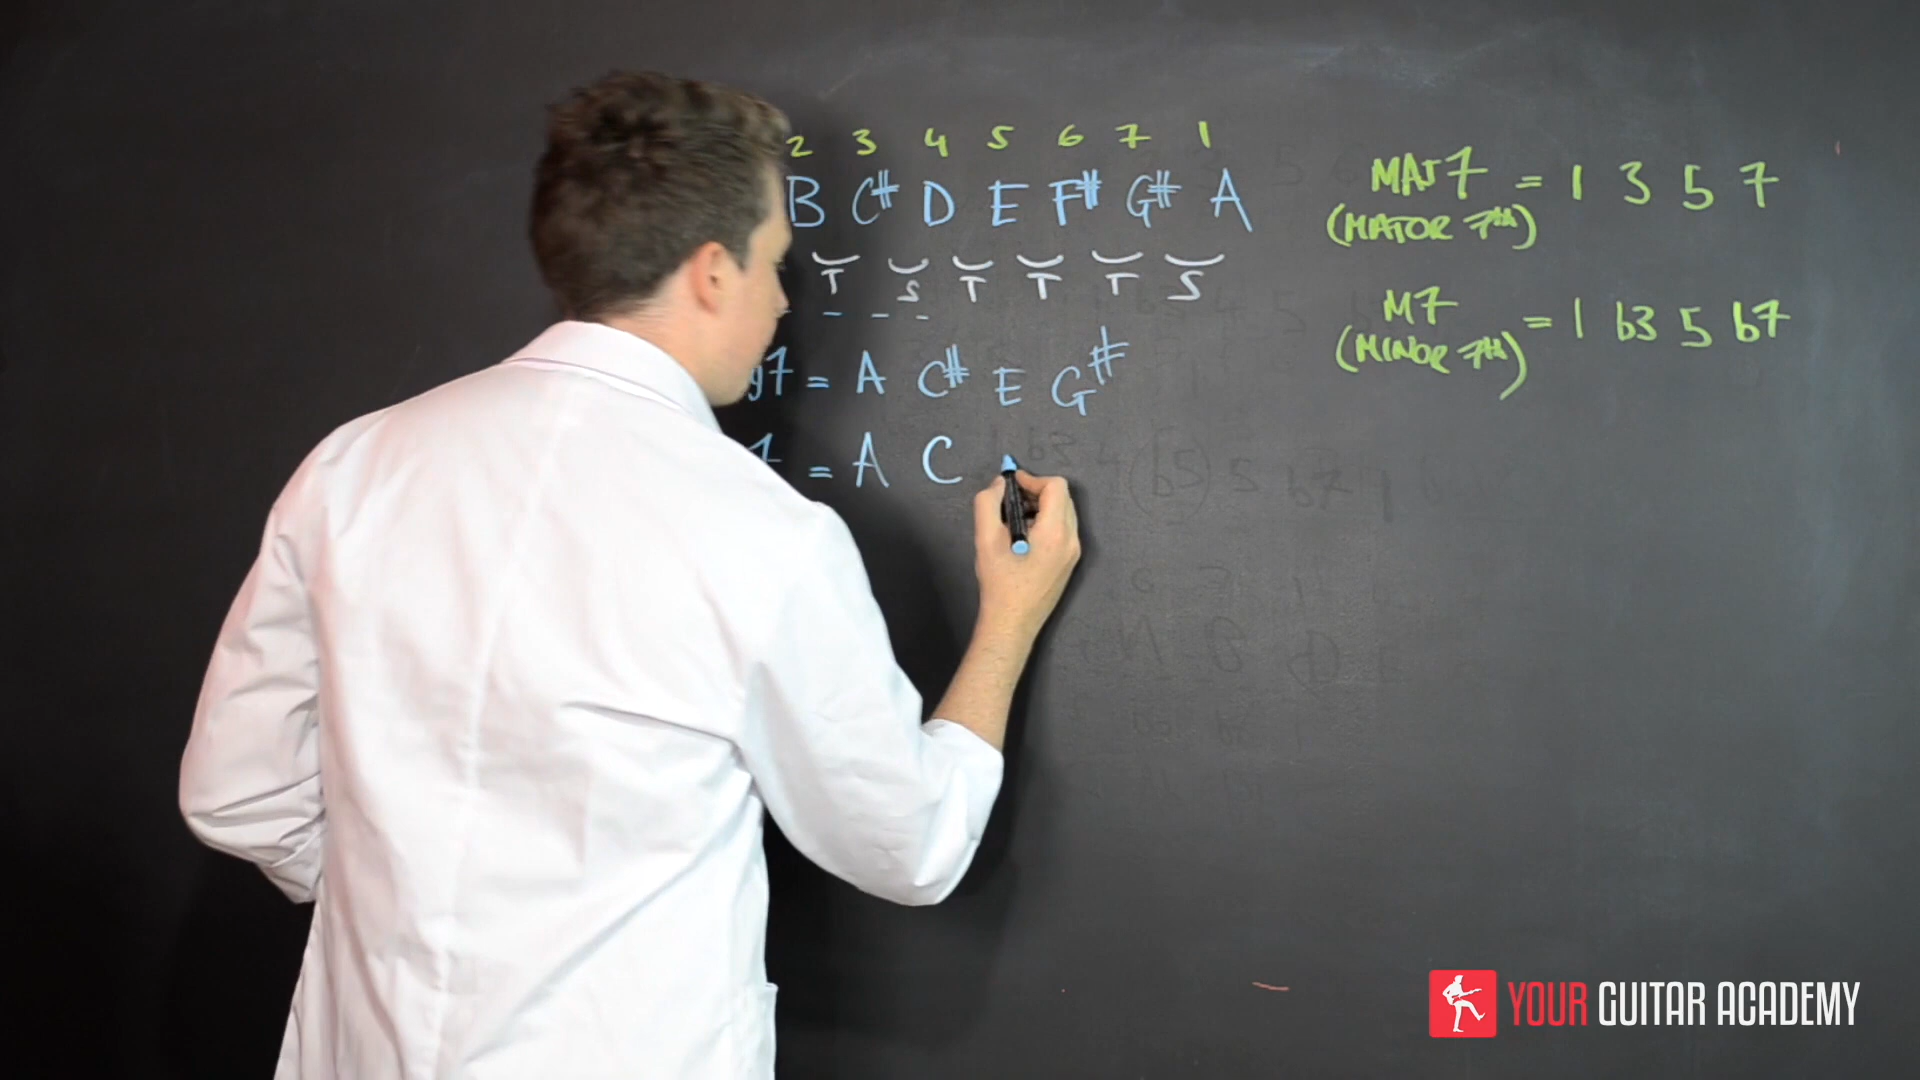 2 3 4 5 6 7 1
B C# D E F# G# A
T S T T T S
7 = A C# E G#
7 = A C
MAJ7 = 1 3 5 7
(MAJOR 7th)
M7 = 1 b3 5 b7
(MINOR 7th)
YOUR GUITAR ACADEMY